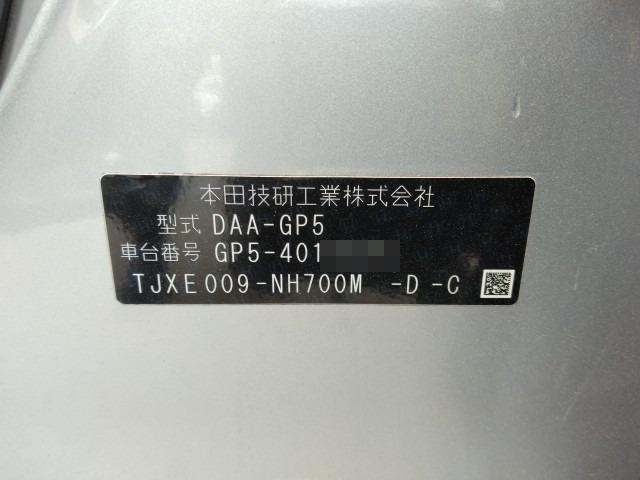 本田技研工業株式会社
型式 DAA-GP5
車台番号 GP5-401
TJXE009-NH700M -D -C